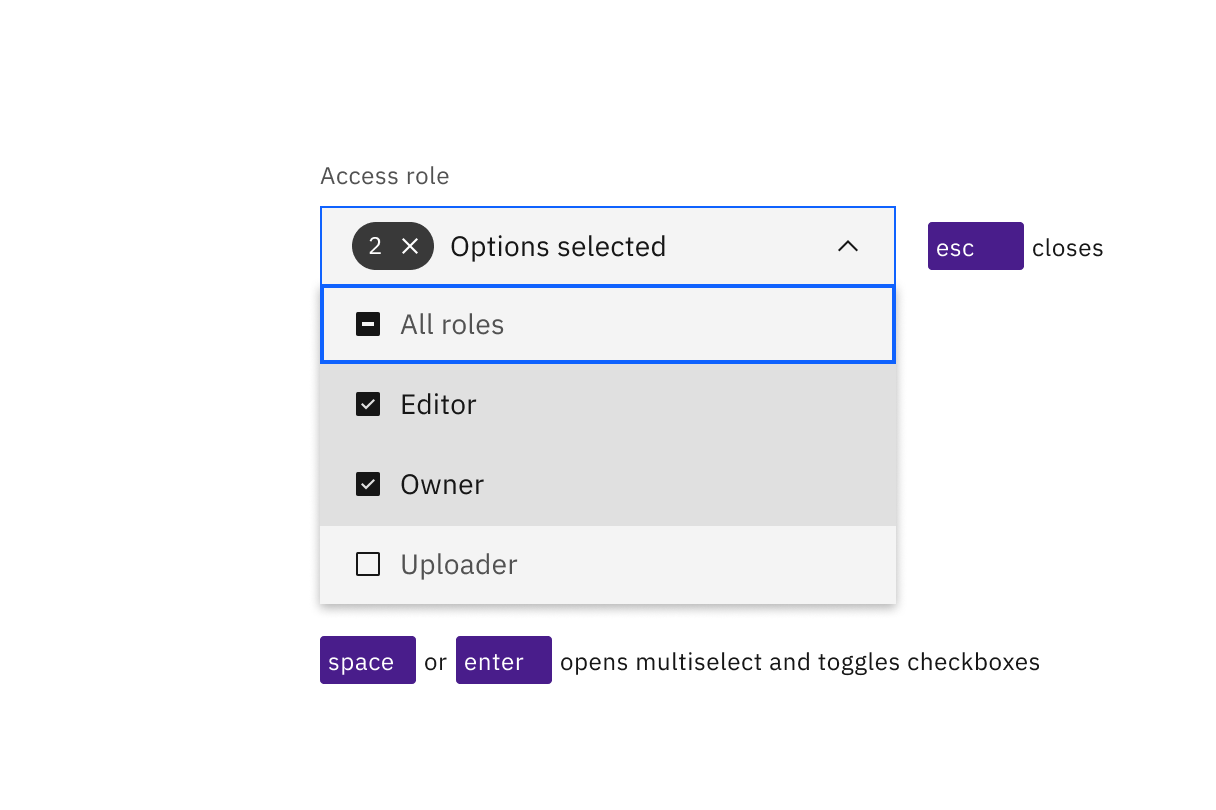 Access role
2 Options selected
esc closes
All roles
Editor
Owner
Uploader
space or enter opens multiselect and toggles checkboxes